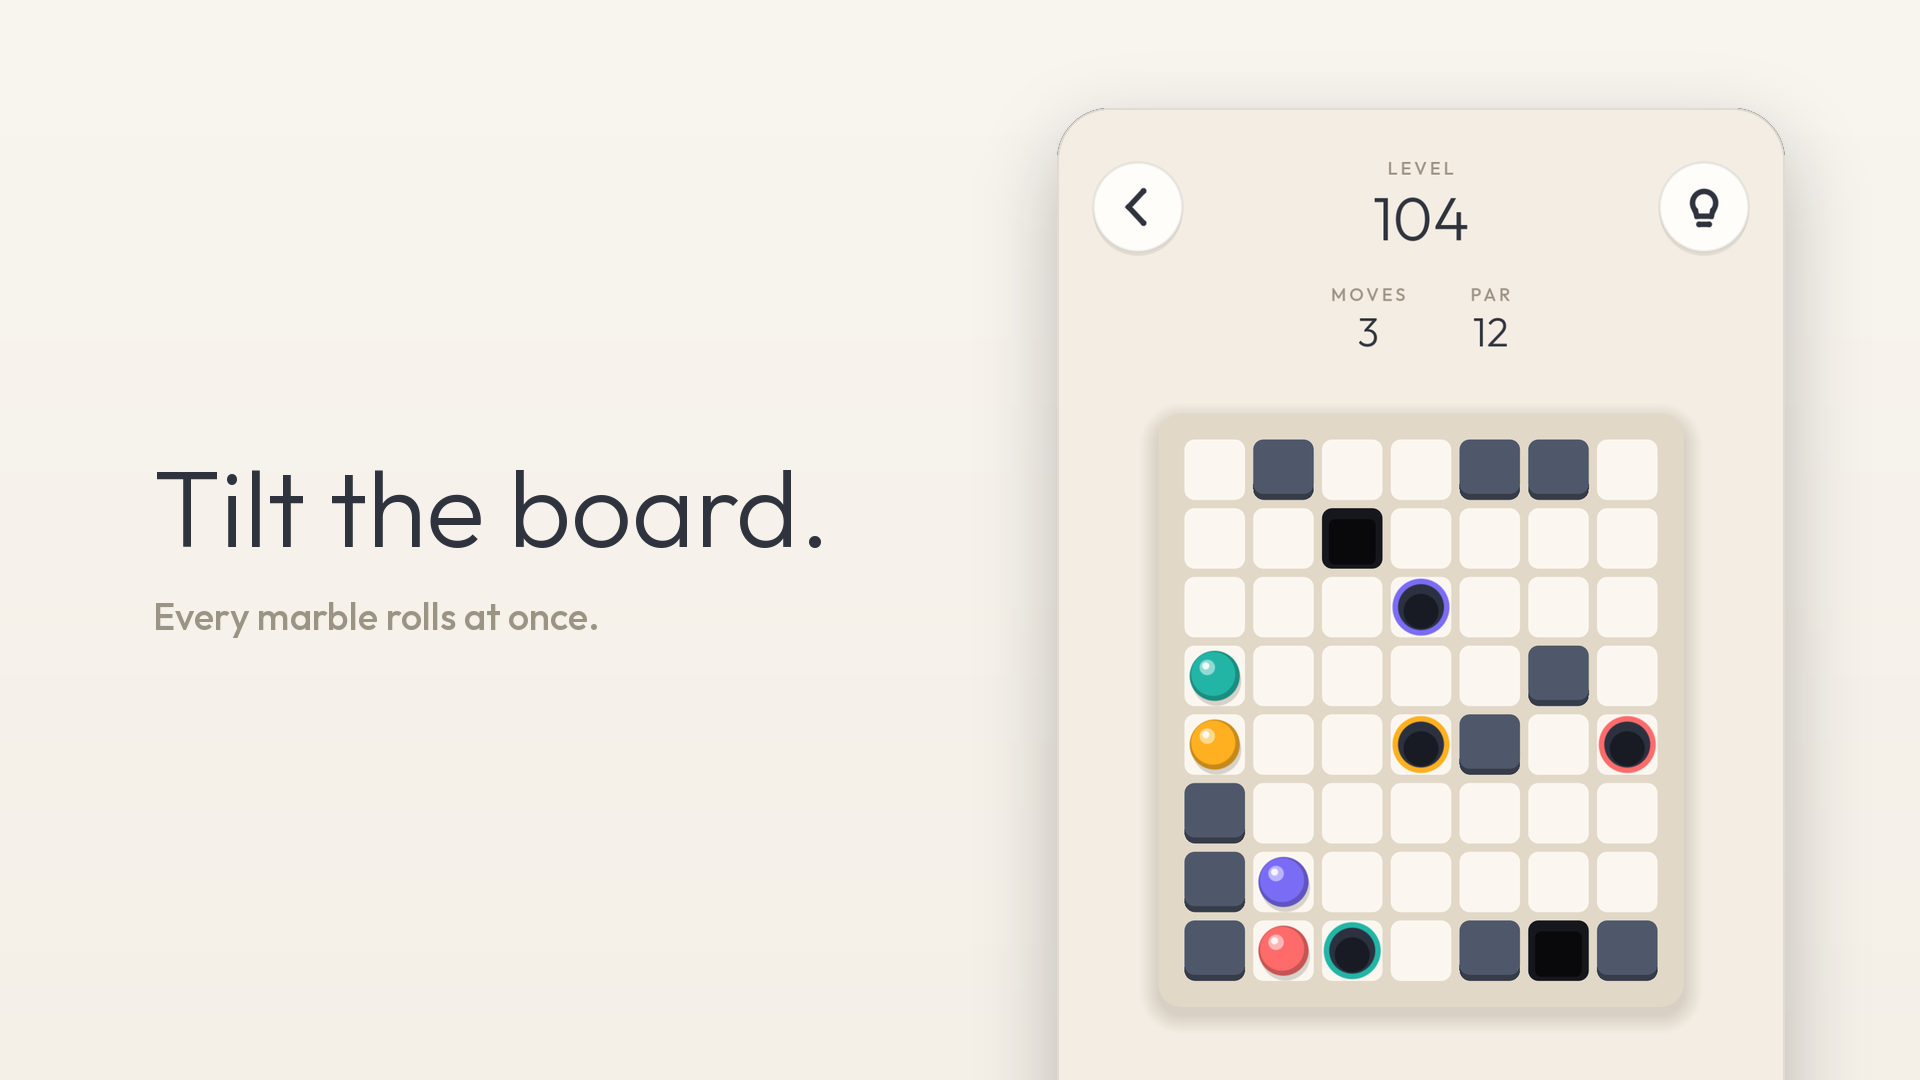 Tilt the board.
Every marble rolls at once.
LEVEL
104
MOVES PAR
3 12